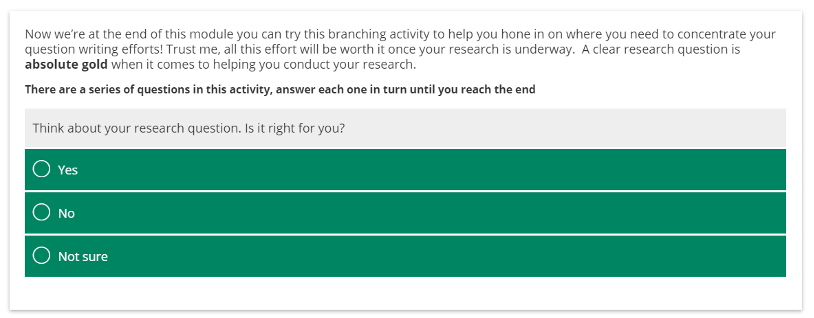 Now we're at the end of this module you can try this branching activity to help you hone in on where you need to concentrate your
question writing efforts! Trust me, all this effort will be worth it once your research is underway.  A clear research question is
absolute gold when it comes to helping you conduct your research.
There are a series of questions in this activity, answer each one in turn until you reach the end
Think about your research question. Is it right for you?
Yes
No
Not sure